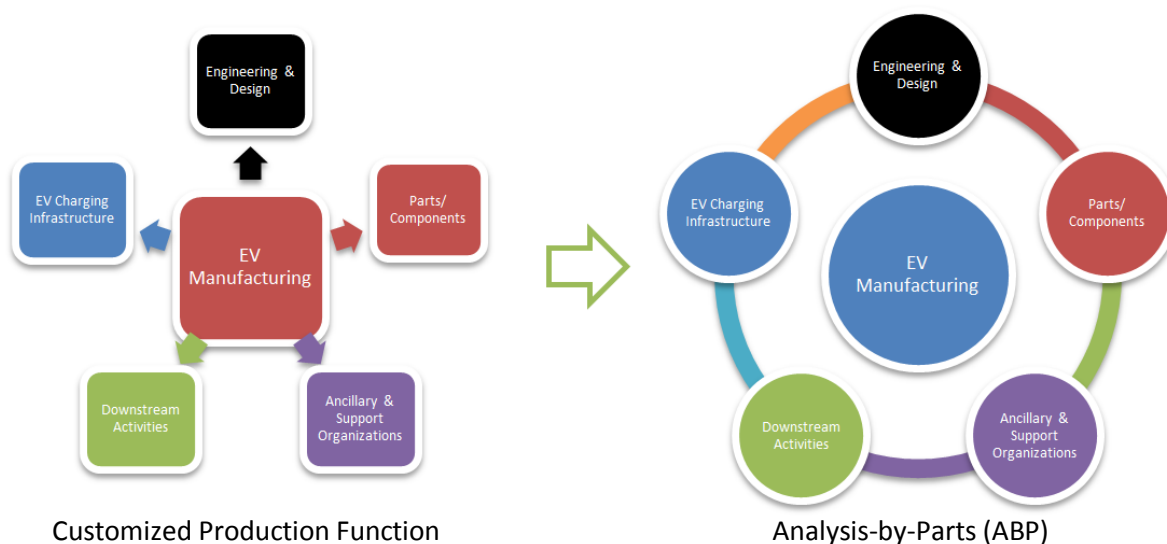 Engineering &
Design
EV Charging
Infrastructure
Parts/
Components
EV
Manufacturing
Downstream
Activities
Ancillary &
Support
Organizations
Customized Production Function
Engineering &
Design
EV Charging
Infrastructure
Parts/
Components
EV
Manufacturing
Downstream
Activities
Ancillary &
Support
Organizations
Analysis-by-Parts (ABP)